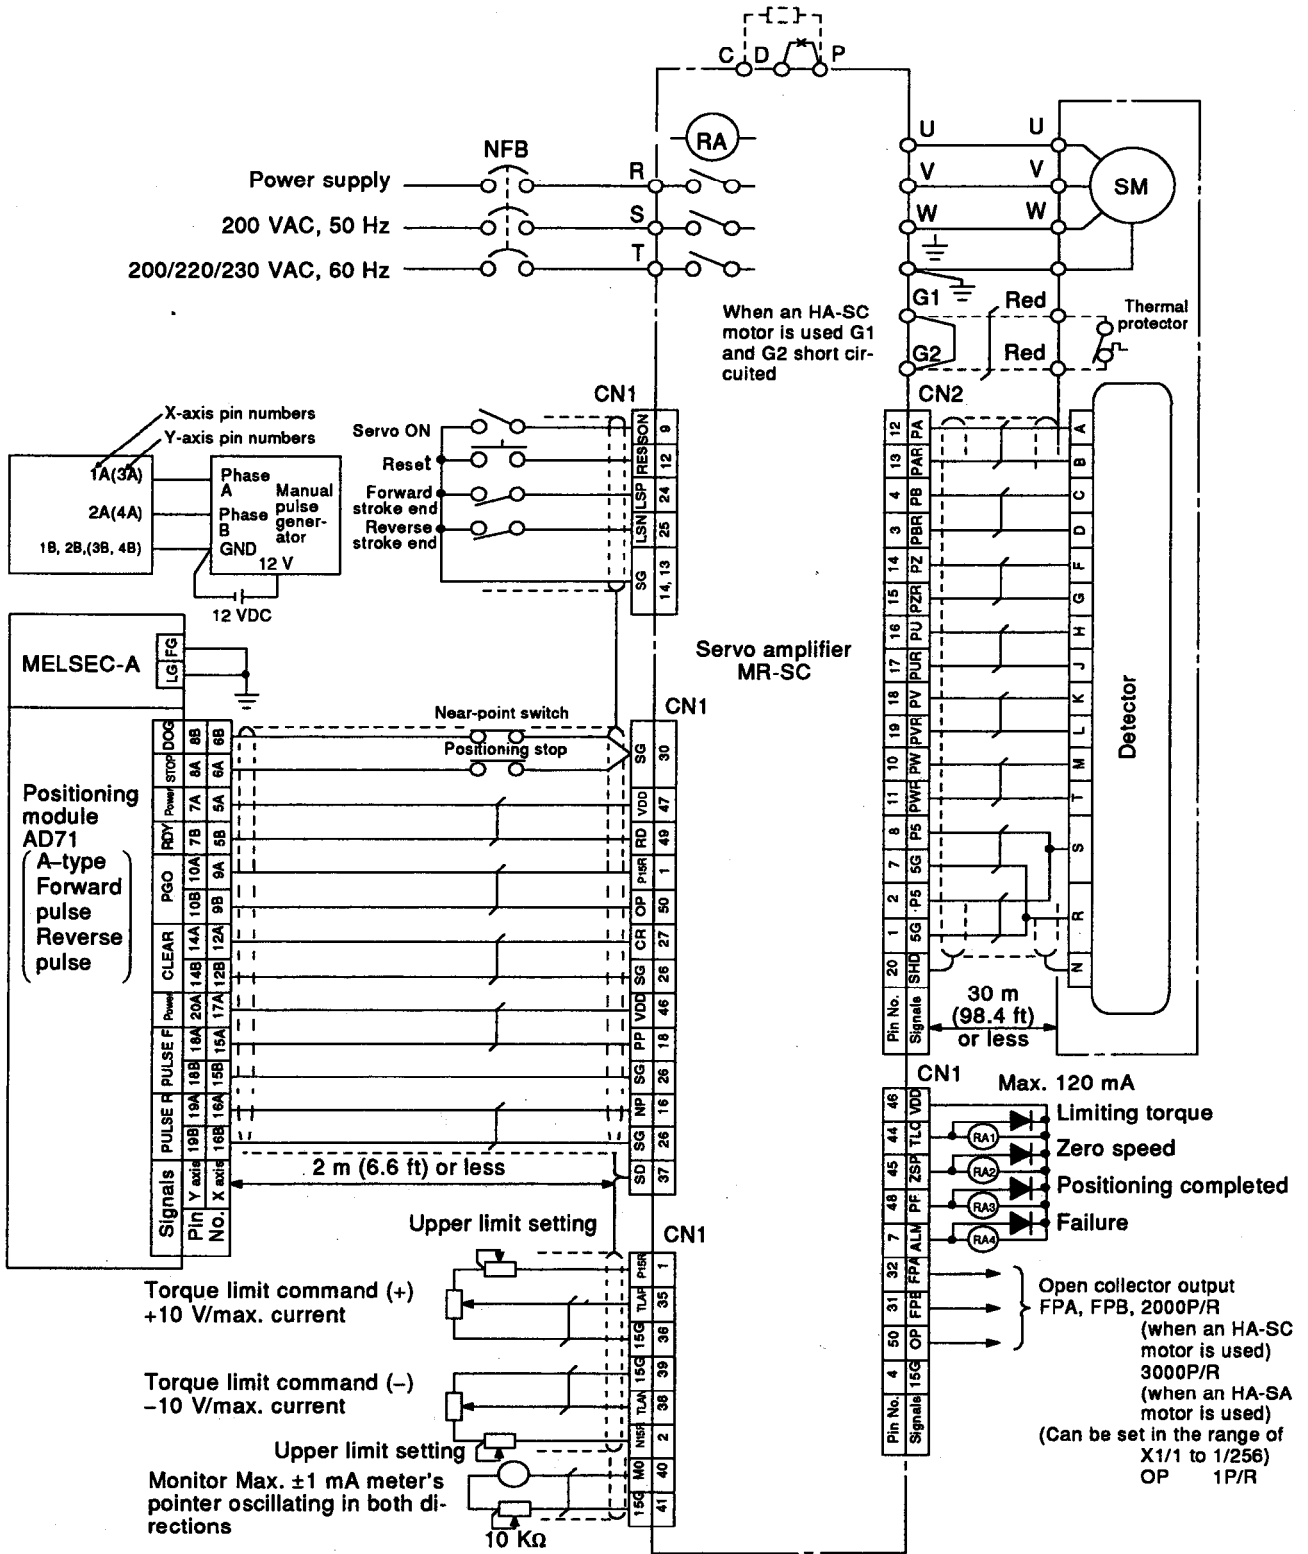 C D P
RA
NFB
Power supply
200 VAC, 50 Hz
200/220/230 VAC, 60 Hz
R
S
T
U U
V V
W W
SM
G1
G2
Red
Red
Thermal
protector
When an HA-SC
motor is used G1
and G2 short cir-
cuited
X-axis pin numbers
Y-axis pin numbers
1A(3A)
2A(4A)
1B, 2B,(3B, 4B)
Phase
A
Phase
B
GND
12 V
Manual
pulse
gener-
ator
12 VDC
CN1
Servo ON
Reset
Forward
stroke end
Reverse
stroke end
SON 9
RES 12
LSP 24
LSN 25
SG 14, 13
CN2
12 PA A
13 PAR B
4 PB C
3 PBR D
14 PZ F
15 PZR G
16 PU H
17 PUR J
18 PV K
19 PVR L
10 PW M
11 PWR T
8 P5 S
7 5G
2 P5 R
1 5G
20 SHD N
Pin No. Signals
Detector
30 m
(98.4 ft)
or less
Servo amplifier
MR-SC
MELSEC-A
FG
LG
Positioning
module
AD71
A-type
Forward
pulse
Reverse
pulse
DOG 8B 6B
STOP 8A 6A
Power 7A 5A
RDY 7B 5B
PGO 10A 9A
10B 9B
CLEAR 14A 12A
14B 12B
Power 20A 17A
PULSE F 18A 15A
18B 15B
PULSE R 19A 16A
19B 16B
Signals
Pin No.
Y axis X axis
Near-point switch
Positioning stop
2 m (6.6 ft) or less
CN1
SG 30
VDD 47
RD 49
P15R 1
OP 50
CR 27
SG 26
VDD 46
PP 18
SG 26
NP 16
SG 26
SD 37
CN1
Upper limit setting
Torque limit command (+)
+10 V/max. current
Torque limit command (−)
−10 V/max. current
Upper limit setting
Monitor Max. ±1 mA meter's
pointer oscillating in both di-
rections
10 KΩ
P15R 1
TLAP 35
15G 36
15G 39
TLAN 38
N15R 2
MO 40
15G 41
CN1
Max. 120 mA
46 VDD
44 TLC RA1 Limiting torque
45 ZSP RA2 Zero speed
48 PF RA3 Positioning completed
7 ALM RA4 Failure
32 FPA
31 FPB
50 OP
4 15G
Pin No. Signals
Open collector output
FPA, FPB, 2000P/R
(when an HA-SC
motor is used)
3000P/R
(when an HA-SA
motor is used)
(Can be set in the range of
X1/1 to 1/256)
OP 1P/R